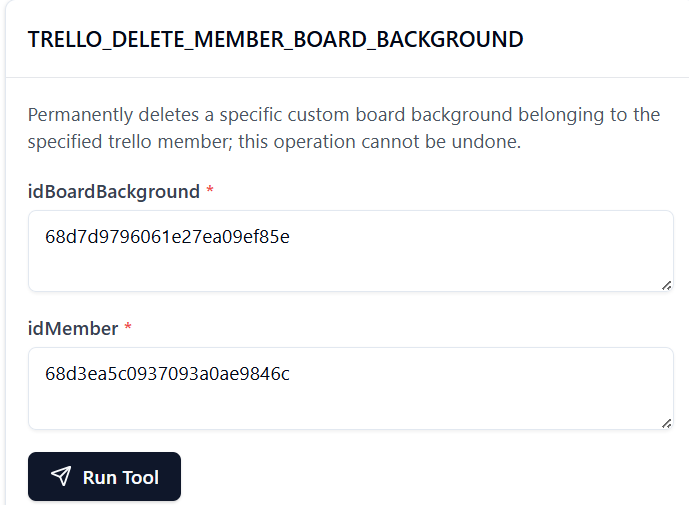 TRELLO_DELETE_MEMBER_BOARD_BACKGROUND
Permanently deletes a specific custom board background belonging to the
specified trello member; this operation cannot be undone.
idBoardBackground *
68d7d9796061e27ea09ef85e
idMember *
68d3ea5c0937093a0ae9846c
Run Tool